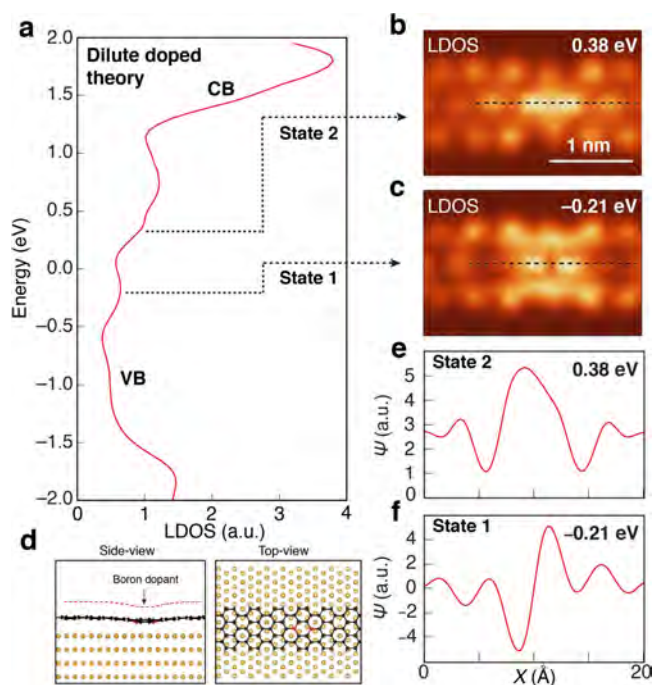 a
2.0
Dilute doped
theory
CB
1.5
State 2
1.0
0.5
Energy (eV)
0.0
State 1
−0.5
−1.0
VB
−1.5
−2.0
0 1 2 3 4
LDOS (a.u.)
b
LDOS 0.38 eV
1 nm
c
LDOS −0.21 eV
d
Side-view Top-view
Boron dopant
e
State 2 0.38 eV
5
4
3
2
1
0
Ψ (a.u.)
f
State 1 −0.21 eV
4
2
0
−2
−4
Ψ (a.u.)
0 X (Å) 20